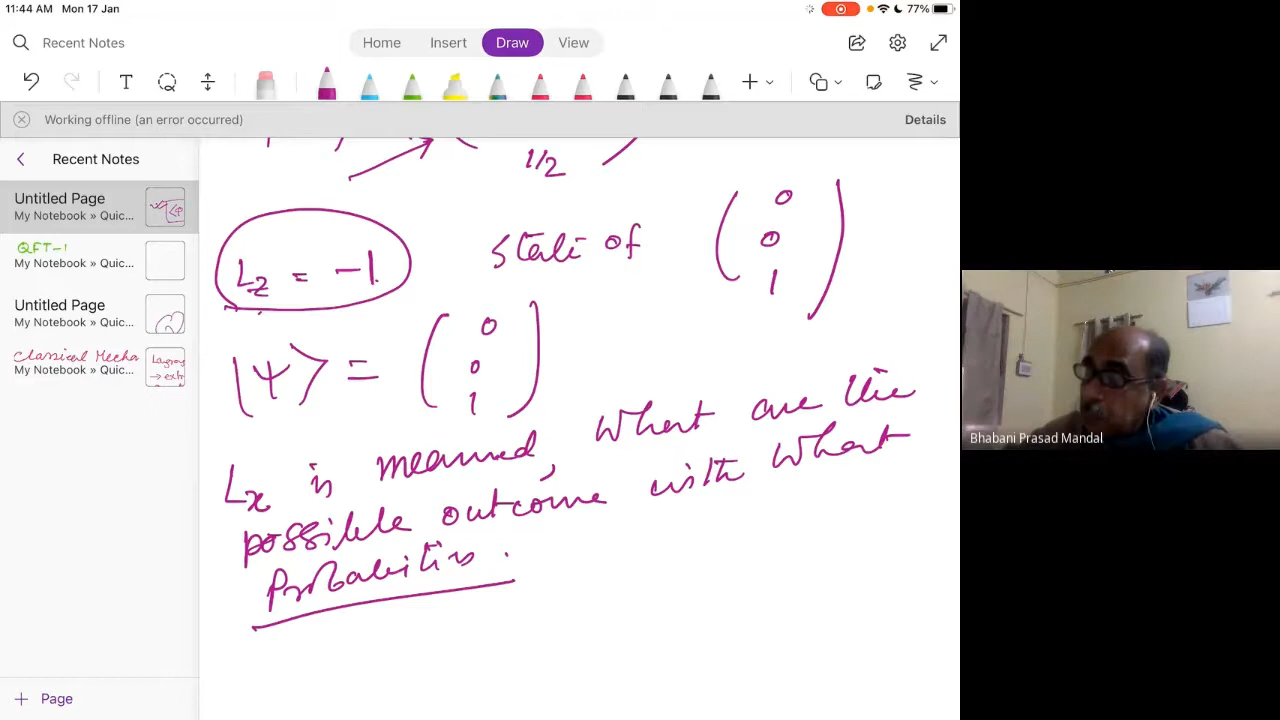 11:44 AM Mon 17 Jan
77%
Recent Notes
Home Insert Draw View
Working offline (an error occurred)
Details
Recent Notes
Untitled Page
My Notebook » Quic...
QFT-1
My Notebook » Quic...
Untitled Page
My Notebook » Quic...
Classical Mecha
My Notebook » Quic...
Page
1/2
Lz = -1
state of
( 0
0
1 )
|ψ> =
( 0
0
1 )
Lx is measured, what are the
possible outcome with what
Probabilities.
Bhabani Prasad Mandal